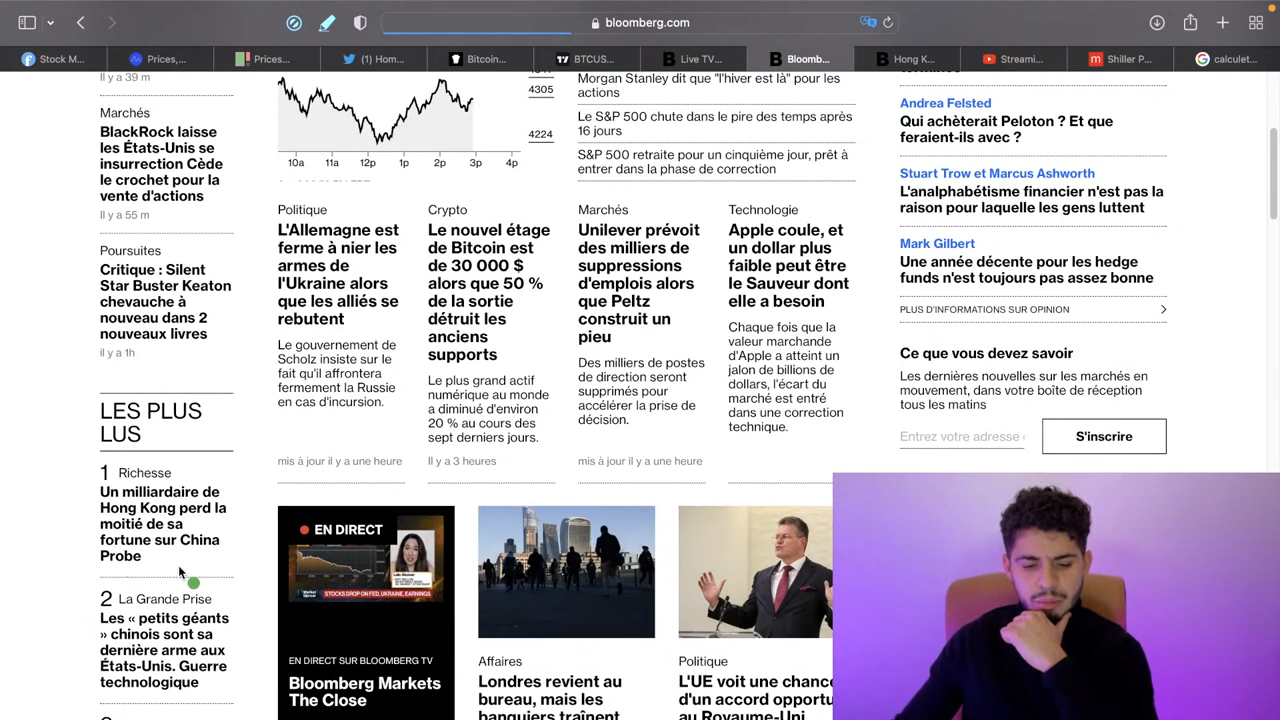 bloomberg.com
Stock M...
Prices,...
Prices...
(1) Hom...
Bitcoin...
BTCUS...
Live TV...
Bloomb...
Hong K...
Streami...
Shiller P...
calculet...
Il y a 39 m
Marchés
BlackRock laisse
les États-Unis se
insurrection Cède
le crochet pour la
vente d'actions
Il y a 55 m
Poursuites
Critique : Silent
Star Buster Keaton
chevauche à
nouveau dans 2
nouveaux livres
il y a 1h
LES PLUS
LUS
1 Richesse
Un milliardaire de
Hong Kong perd la
moitié de sa
fortune sur China
Probe
2 La Grande Prise
Les « petits géants
» chinois sont sa
dernière arme aux
États-Unis. Guerre
technologique
4305
4224
10a 11a 12p 1p 2p 3p 4p
Morgan Stanley dit que "l'hiver est là" pour les
actions
Le S&P 500 chute dans le pire des temps après
16 jours
S&P 500 retraite pour un cinquième jour, prêt à
entrer dans la phase de correction
Politique
L'Allemagne est
ferme à nier les
armes de
l'Ukraine alors
que les alliés se
rebutent
Le gouvernement de
Scholz insiste sur le
fait qu'il affrontera
fermement la Russie
en cas d'incursion.
mis à jour il y a une heure
Crypto
Le nouvel étage
de Bitcoin est
de 30 000 $
alors que 50 %
de la sortie
détruit les
anciens
supports
Le plus grand actif
numérique au monde
a diminué d'environ
20 % au cours des
sept derniers jours.
Il y a 3 heures
Marchés
Unilever prévoit
des milliers de
suppressions
d'emplois alors
que Peltz
construit un
pieu
Des milliers de postes
de direction seront
supprimés pour
accélérer la prise de
décision.
mis à jour il y a une heure
Technologie
Apple coule, et
un dollar plus
faible peut être
le Sauveur dont
elle a besoin
Chaque fois que la
valeur marchande
d'Apple a atteint un
jalon de billions de
dollars, l'écart du
marché est entré
dans une correction
technique.
EN DIRECT
STOCKS DROP ON FED, UKRAINE, EARNINGS
EN DIRECT SUR BLOOMBERG TV
Bloomberg Markets
The Close
Affaires
Londres revient au
bureau, mais les
banquiers traînent
Politique
L'UE voit une chance
d'un accord opportu
au Royaume-Uni
Andrea Felsted
Qui achèterait Peloton ? Et que
feraient-ils avec ?
Stuart Trow et Marcus Ashworth
L'analphabétisme financier n'est pas la
raison pour laquelle les gens luttent
Mark Gilbert
Une année décente pour les hedge
funds n'est toujours pas assez bonne
PLUS D'INFORMATIONS SUR OPINION
Ce que vous devez savoir
Les dernières nouvelles sur les marchés en
mouvement, dans votre boîte de réception
tous les matins
Entrez votre adresse
S'inscrire